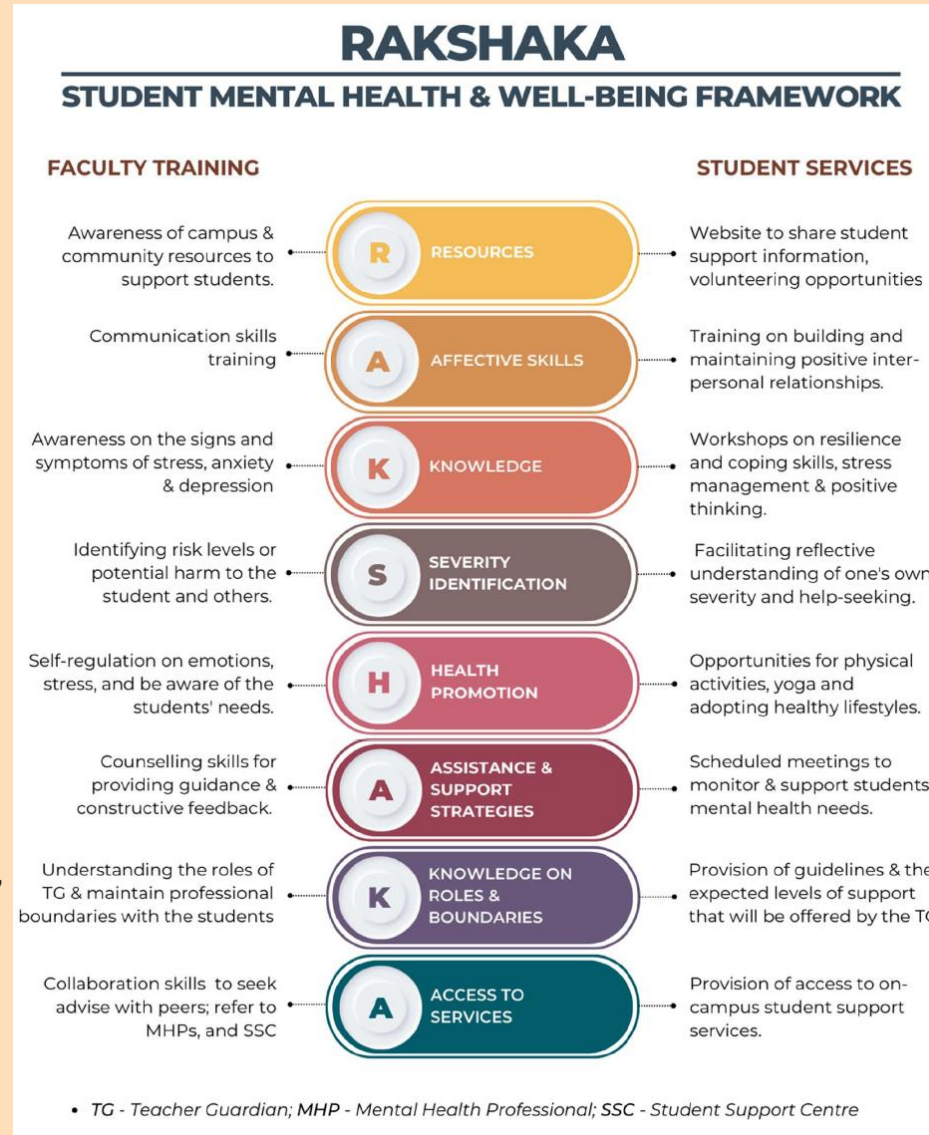 RAKSHAKA
STUDENT MENTAL HEALTH & WELL-BEING FRAMEWORK
FACULTY TRAINING
STUDENT SERVICES
Awareness of campus &
community resources to
support students.
R
RESOURCES
Website to share student
support information,
volunteering opportunities
Communication skills
training
A
AFFECTIVE SKILLS
Training on building and
maintaining positive inter-
personal relationships.
Awareness on the signs and
symptoms of stress, anxiety
& depression
K
KNOWLEDGE
Workshops on resilience
and coping skills, stress
management & positive
thinking.
Identifying risk levels or
potential harm to the
student and others.
S
SEVERITY
IDENTIFICATION
Facilitating reflective
understanding of one's own
severity and help-seeking.
Self-regulation on emotions,
stress, and be aware of the
students' needs.
H
HEALTH
PROMOTION
Opportunities for physical
activities, yoga and
adopting healthy lifestyles.
Counselling skills for
providing guidance &
constructive feedback.
A
ASSISTANCE &
SUPPORT
STRATEGIES
Scheduled meetings to
monitor & support students
mental health needs.
Understanding the roles of
TG & maintain professional
boundaries with the students
K
KNOWLEDGE ON
ROLES &
BOUNDARIES
Provision of guidelines & the
expected levels of support
that will be offered by the
Collaboration skills to seek
advise with peers; refer to
MHPs, and SSC
A
ACCESS TO
SERVICES
Provision of access to on-
campus student support
services.
• TG - Teacher Guardian; MHP - Mental Health Professional; SSC - Student Support Centre